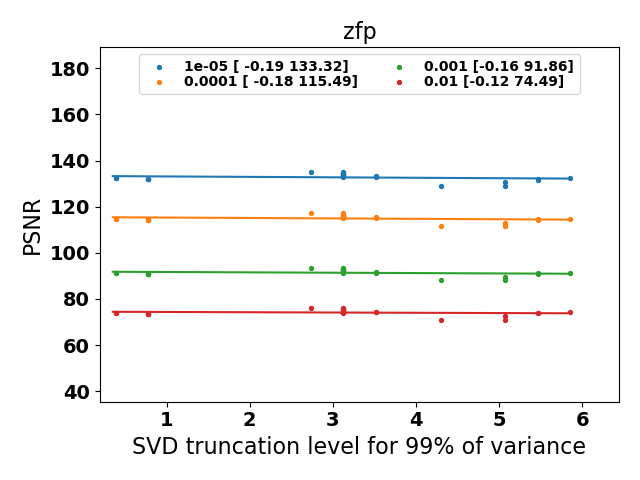 zfp
1e-05 [ -0.19 133.32]
0.0001 [ -0.18 115.49]
0.001 [-0.16 91.86]
0.01 [-0.12 74.49]
180
160
140
120
100
80
60
40
PSNR
1 2 3 4 5 6
SVD truncation level for 99% of variance